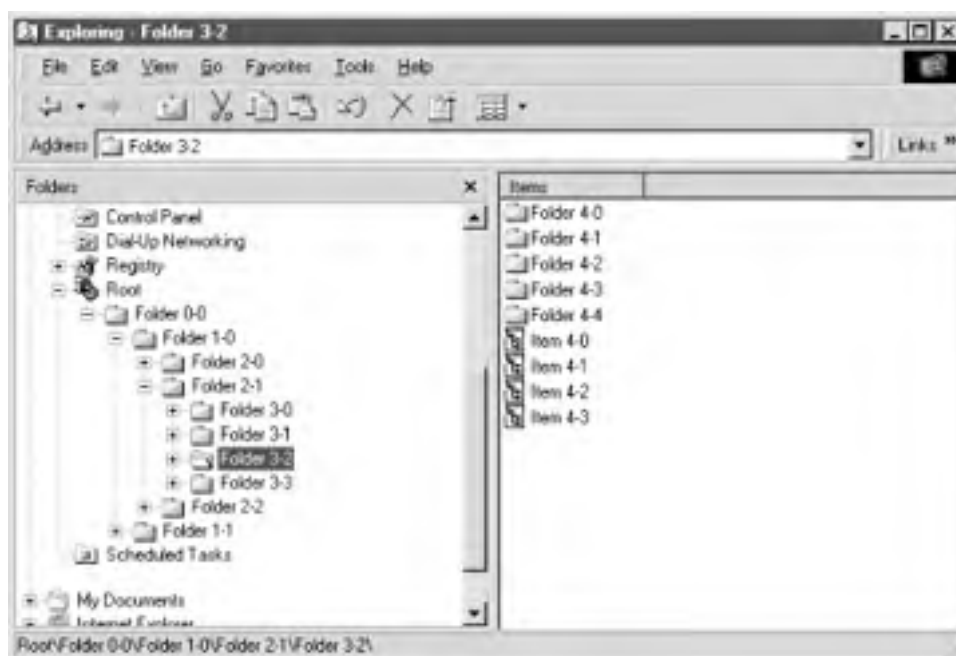 Exploring - Folder 3-2
File Edit View Go Favorites Tools Help
Address Folder 3-2 Links »
Folders
Control Panel
Dial-Up Networking
Registry
Root
Folder 0-0
Folder 1-0
Folder 2-0
Folder 2-1
Folder 3-0
Folder 3-1
Folder 3-2
Folder 3-3
Folder 2-2
Folder 1-1
Scheduled Tasks
My Documents
Internet Explorer
Items
Folder 4-0
Folder 4-1
Folder 4-2
Folder 4-3
Folder 4-4
Item 4-0
Item 4-1
Item 4-2
Item 4-3
Root\Folder 0-0\Folder 1-0\Folder 2-1\Folder 3-2\